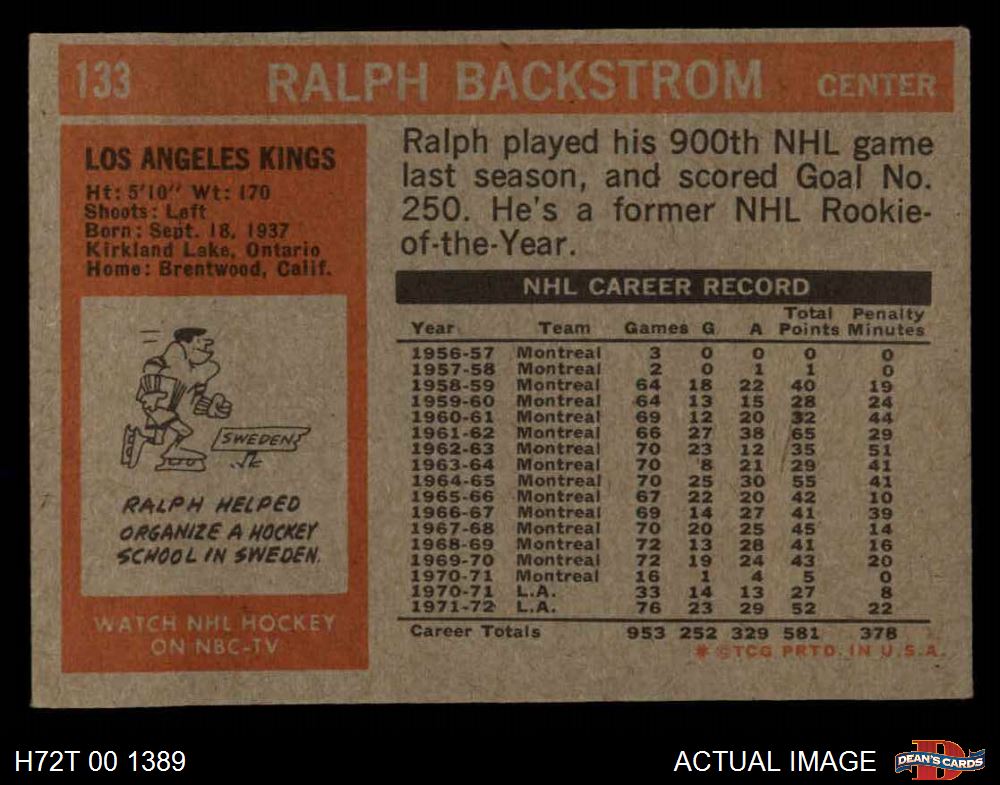 133 RALPH BACKSTROM CENTER
LOS ANGELES KINGS
Ht: 5'10" Wt: 170
Shoots: Left
Born: Sept. 18, 1937
Kirkland Lake, Ontario
Home: Brentwood, Calif.
SWEDEN
RALPH HELPED
ORGANIZE A HOCKEY
SCHOOL IN SWEDEN.
WATCH NHL HOCKEY
ON NBC-TV
Ralph played his 900th NHL game
last season, and scored Goal No.
250. He's a former NHL Rookie-
of-the-Year.
NHL CAREER RECORD
Total Penalty
Year Team Games G A Points Minutes
1956-57 Montreal 3 0 0 0 0
1957-58 Montreal 2 0 1 1 0
1958-59 Montreal 64 18 22 40 19
1959-60 Montreal 64 13 15 28 24
1960-61 Montreal 69 12 20 32 44
1961-62 Montreal 66 27 38 65 29
1962-63 Montreal 70 23 12 35 51
1963-64 Montreal 70 8 21 29 41
1964-65 Montreal 70 25 30 55 41
1965-66 Montreal 67 22 20 42 10
1966-67 Montreal 69 14 27 41 39
1967-68 Montreal 70 20 25 45 14
1968-69 Montreal 72 13 28 41 16
1969-70 Montreal 72 19 24 43 20
1970-71 Montreal 16 1 4 5 0
1970-71 L.A. 33 14 13 27 8
1971-72 L.A. 76 23 29 52 22
Career Totals 953 252 329 581 378
* ©TCG PRTD. IN U.S.A.
H72T 00 1389
ACTUAL IMAGE
DEAN'S CARDS